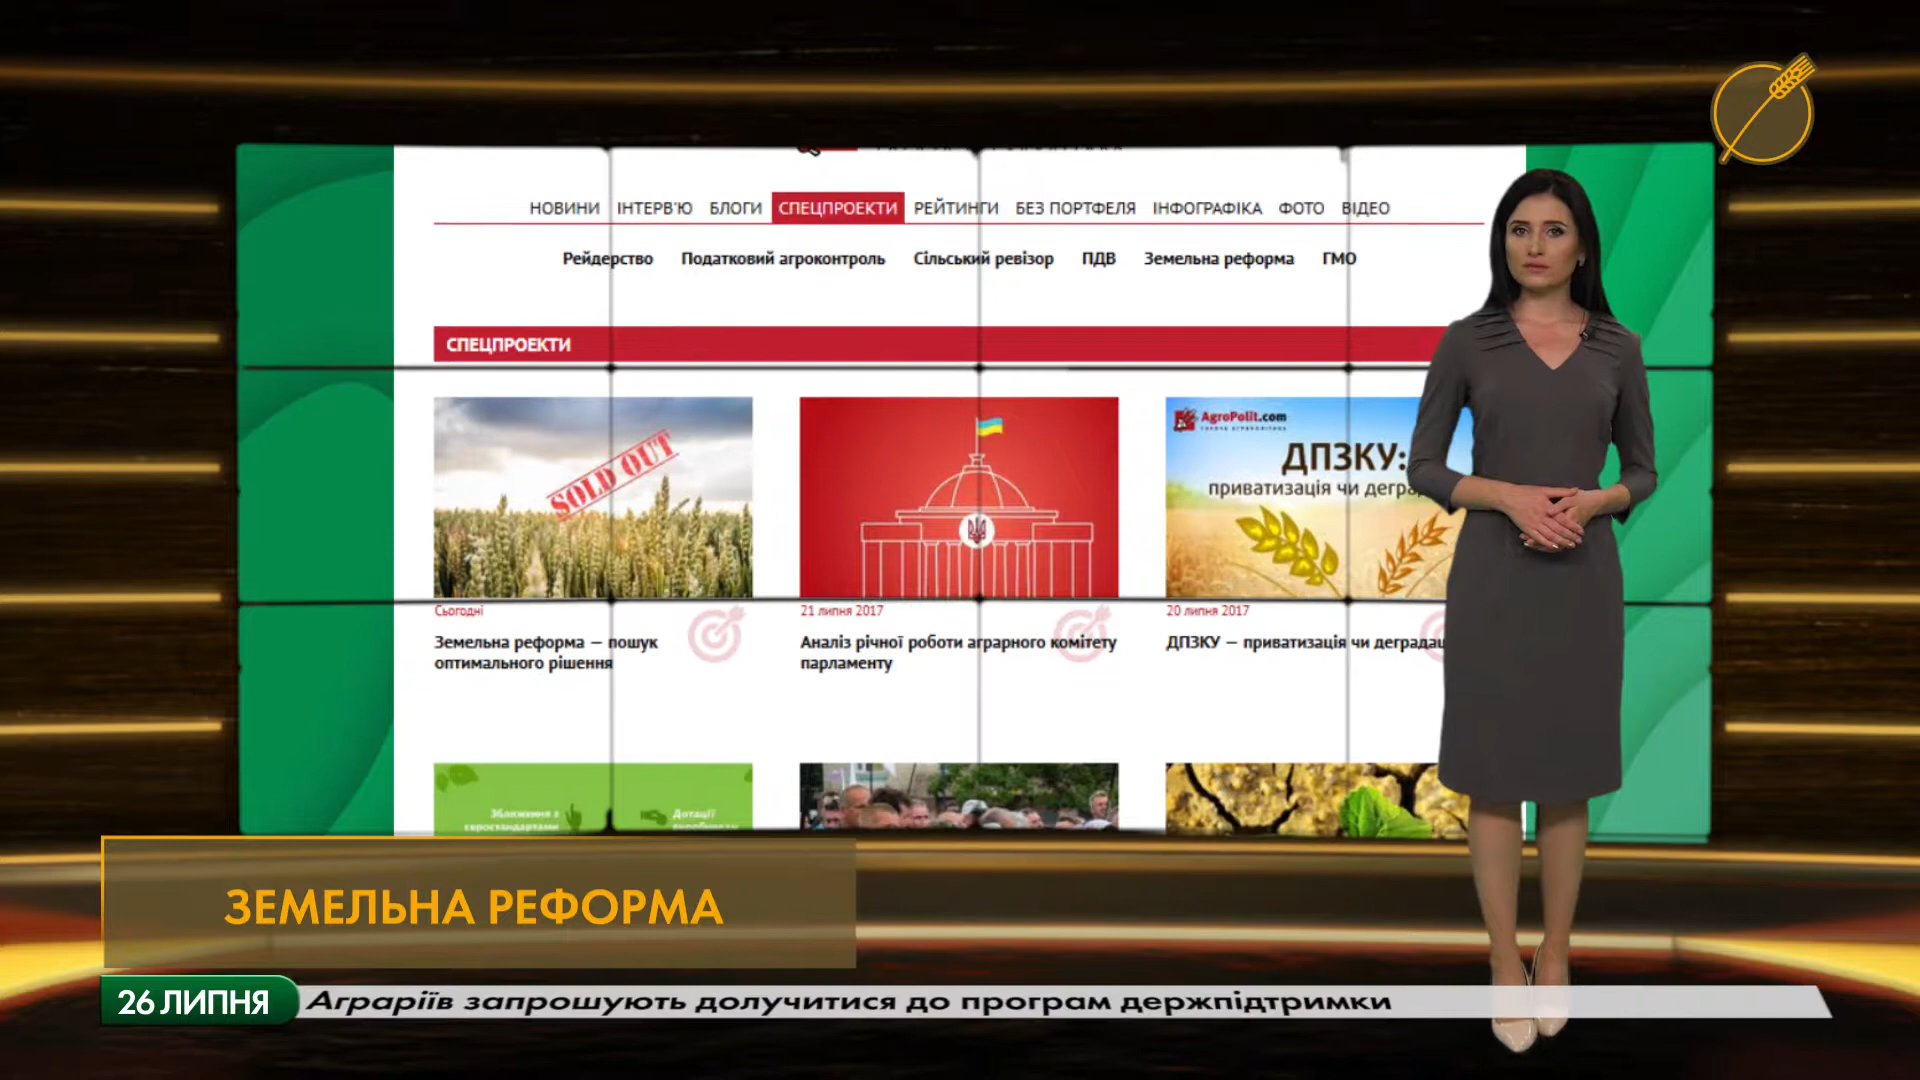 НОВИНИ ІНТЕРВ'Ю БЛОГИ СПЕЦПРОЕКТИ РЕЙТИНГИ БЕЗ ПОРТФЕЛЯ ІНФОГРАФІКА ФОТО ВІДЕО
Рейдерство Податковий агроконтроль Сільський ревізор ПДВ Земельна реформа ГМО
СПЕЦПРОЕКТИ
SOLD OUT
AgroPolit.com
ДПЗКУ:
приватизація чи
Сьогодні
21 липня 2017
20 липня 2017
Земельна реформа — пошук
оптимального рішення
Аналіз річної роботи аграрного комітету
парламенту
ДПЗКУ — приватизація чи
Зближення з
євростандартами
Дотації
ЗЕМЕЛЬНА РЕФОРМА
26 ЛИПНЯ
Аграріїв запрошують долучитися до програм держпідтримки